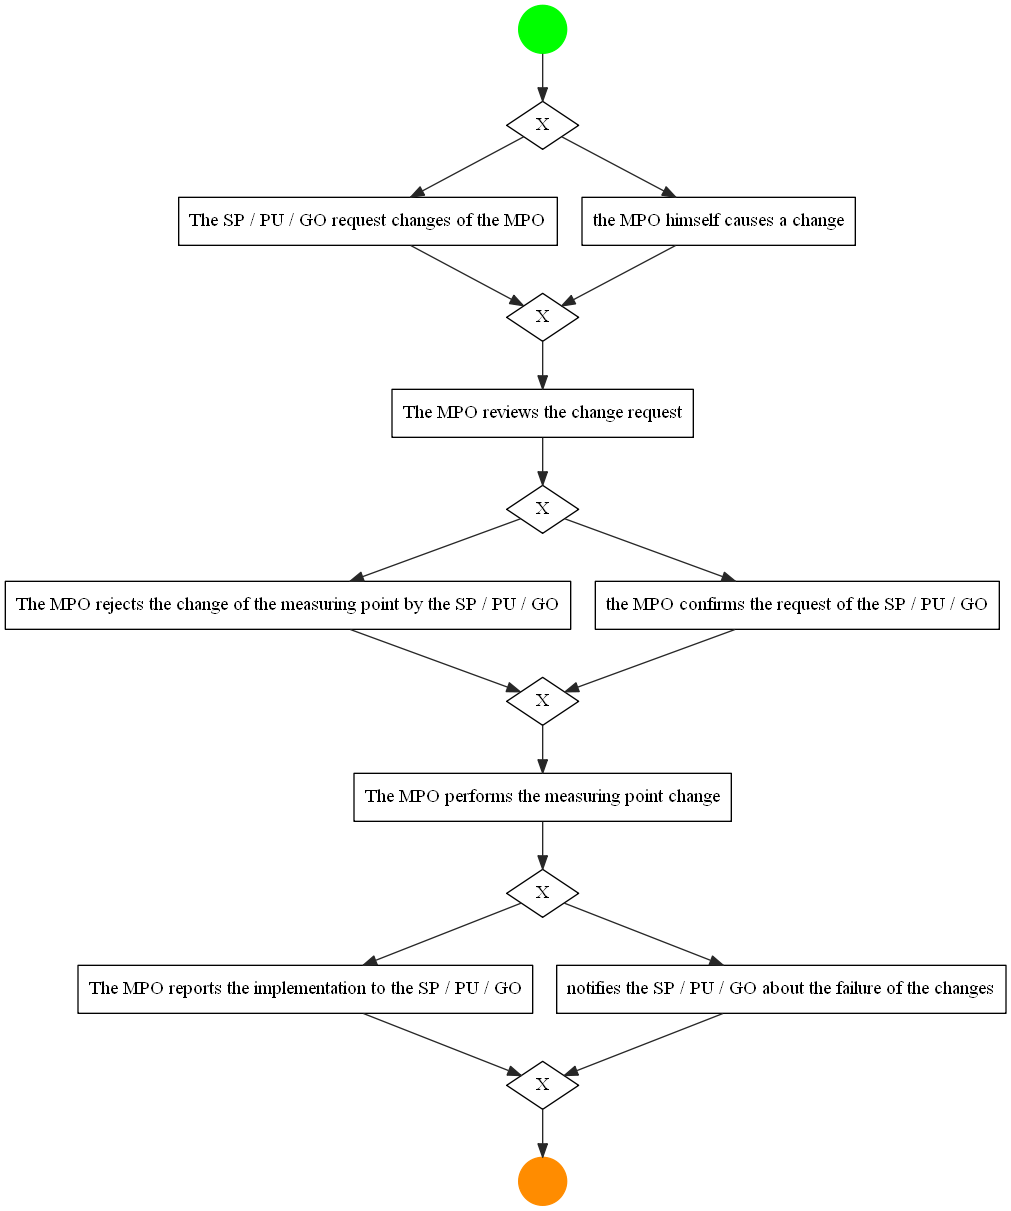 X
The SP / PU / GO request changes of the MPO
the MPO himself causes a change
X
The MPO reviews the change request
X
The MPO rejects the change of the measuring point by the SP / PU / GO
the MPO confirms the request of the SP / PU / GO
X
The MPO performs the measuring point change
X
The MPO reports the implementation to the SP / PU / GO
notifies the SP / PU / GO about the failure of the changes
X